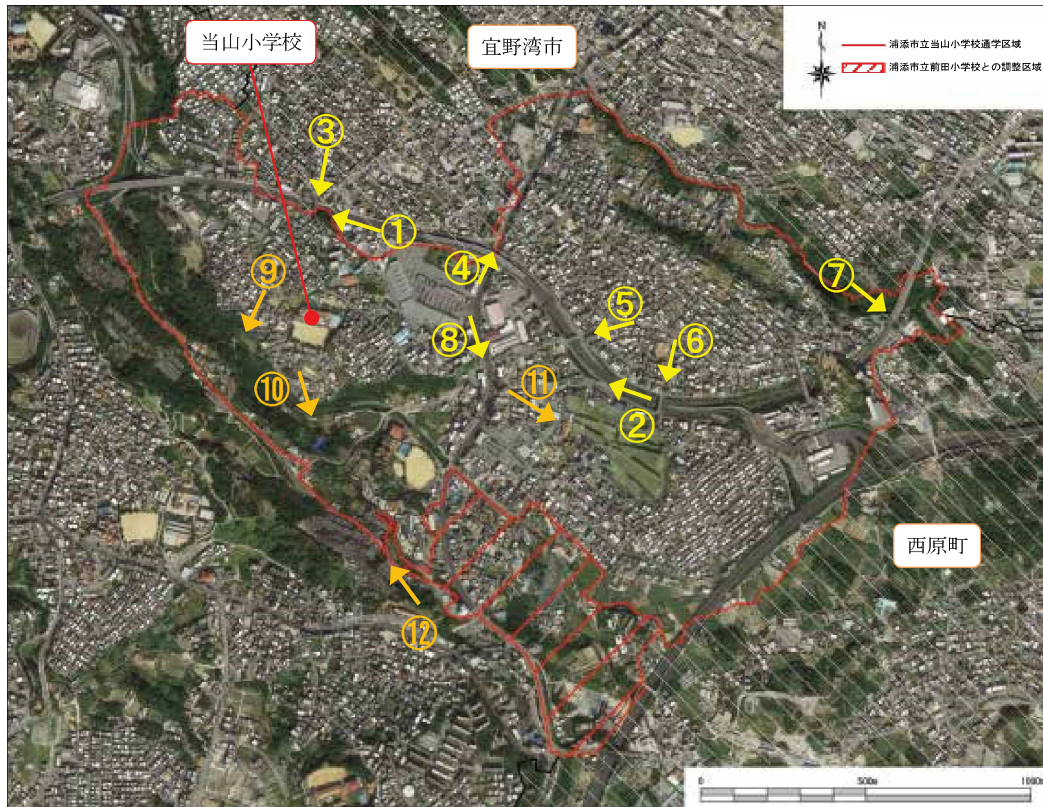 当山小学校
宜野湾市
N
浦添市立当山小学校通学区域
浦添市立前田小学校との調整区域
③
①
④
⑨
⑦
⑤
⑧
⑥
⑩
⑪
②
西原町
⑫
0 500m 1000m